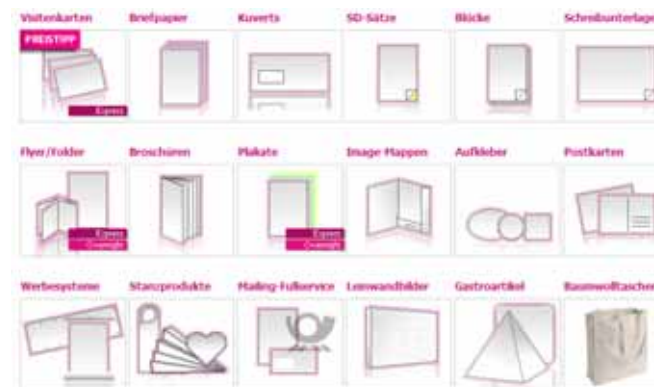 Visitenkarten Briefpapier Kuverts SD-Sätze Blöcke Schreibunterlage
PREISTIPP
Express
Flyer/Folder Broschüren Plakate Image-Mappen Aufkleber Postkarten
Express Express
Overnight Overnight
Werbesysteme Stanzprodukte Mailing-Fullservice Leinwandbilder Gastroartikel Baumwolltaschen